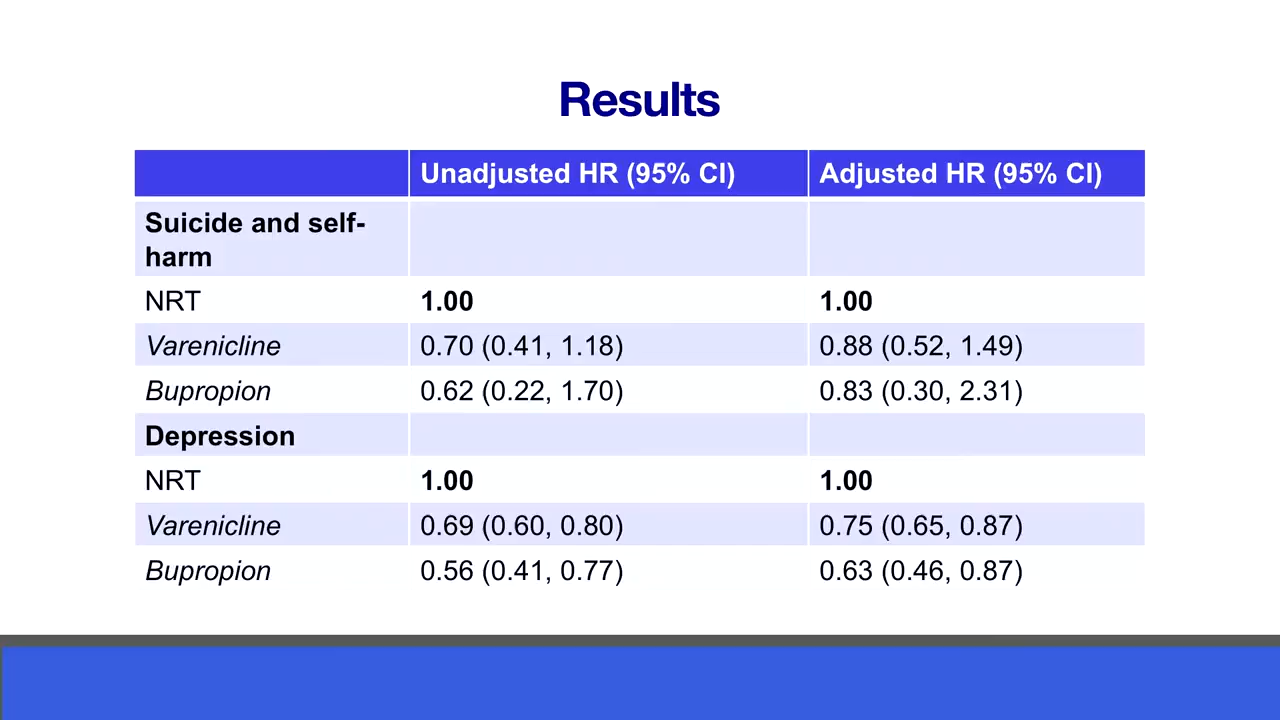 Results
Unadjusted HR (95% CI) Adjusted HR (95% CI)
Suicide and self-
harm
NRT 1.00 1.00
Varenicline 0.70 (0.41, 1.18) 0.88 (0.52, 1.49)
Bupropion 0.62 (0.22, 1.70) 0.83 (0.30, 2.31)
Depression
NRT 1.00 1.00
Varenicline 0.69 (0.60, 0.80) 0.75 (0.65, 0.87)
Bupropion 0.56 (0.41, 0.77) 0.63 (0.46, 0.87)